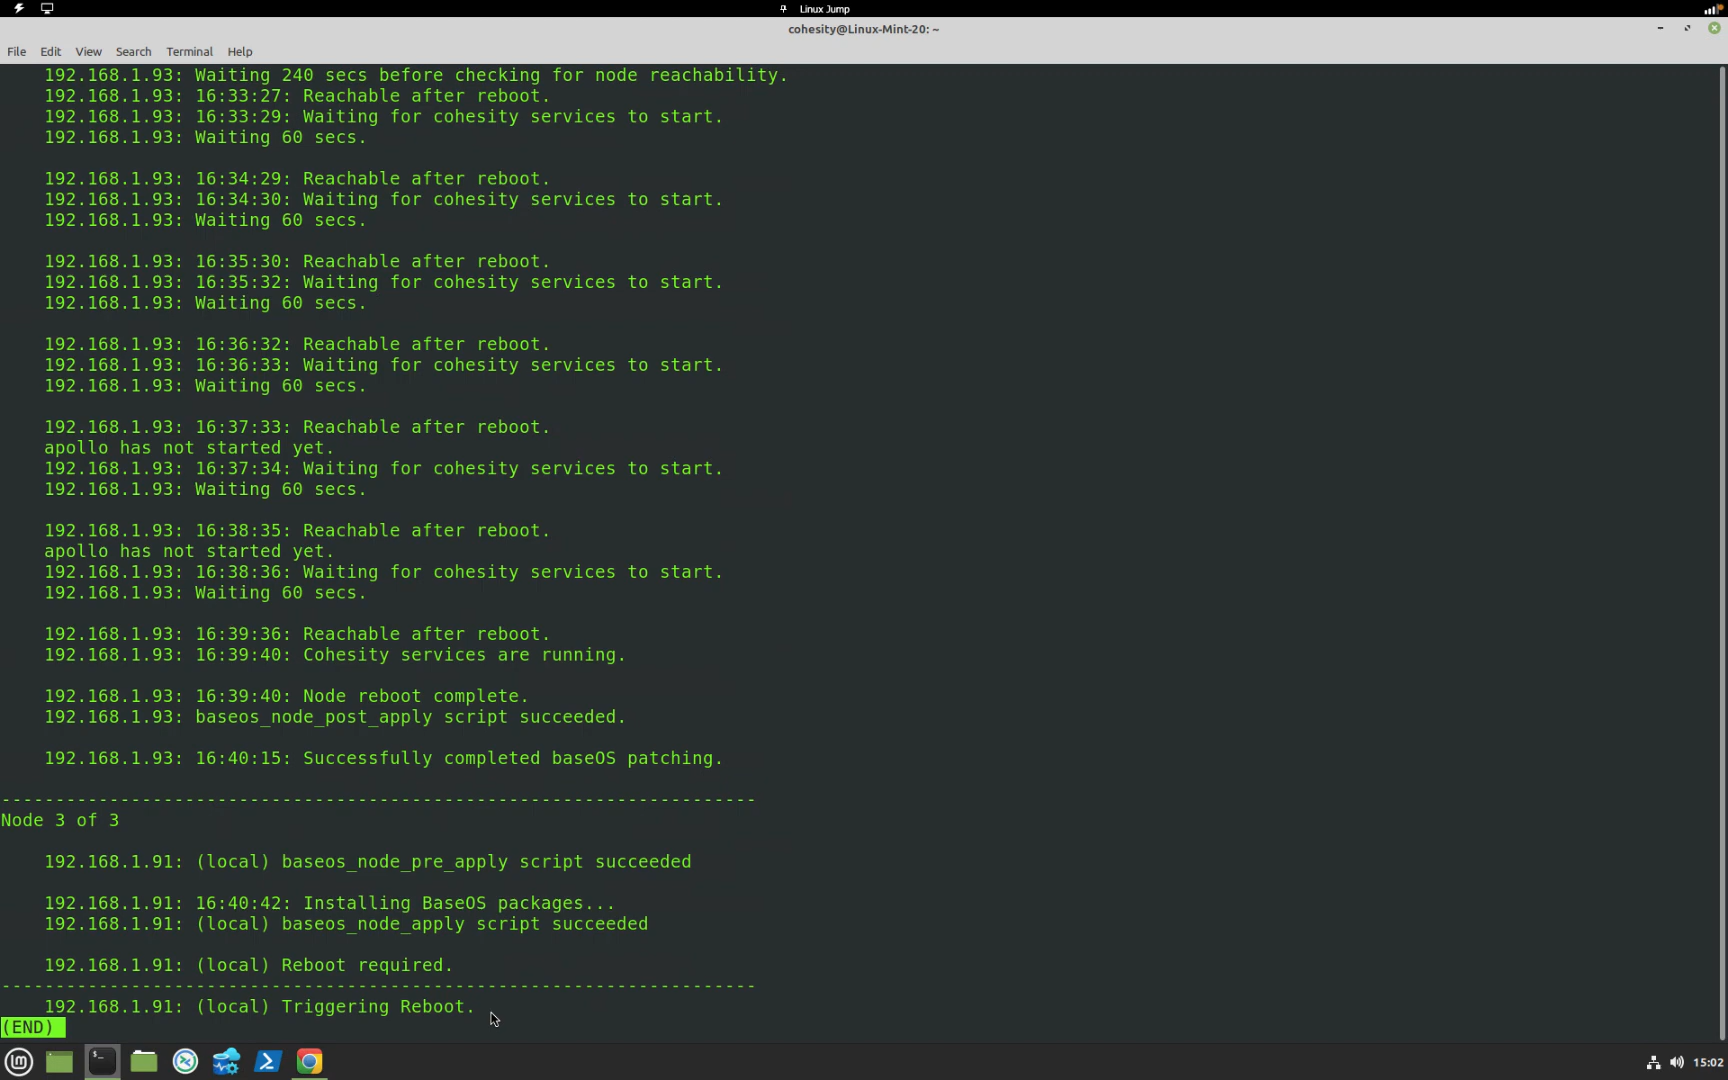 Linux Jump
cohesity@Linux-Mint-20: ~
File Edit View Search Terminal Help
192.168.1.93: Waiting 240 secs before checking for node reachability.
192.168.1.93: 16:33:27: Reachable after reboot.
192.168.1.93: 16:33:29: Waiting for cohesity services to start.
192.168.1.93: Waiting 60 secs.
192.168.1.93: 16:34:29: Reachable after reboot.
192.168.1.93: 16:34:30: Waiting for cohesity services to start.
192.168.1.93: Waiting 60 secs.
192.168.1.93: 16:35:30: Reachable after reboot.
192.168.1.93: 16:35:32: Waiting for cohesity services to start.
192.168.1.93: Waiting 60 secs.
192.168.1.93: 16:36:32: Reachable after reboot.
192.168.1.93: 16:36:33: Waiting for cohesity services to start.
192.168.1.93: Waiting 60 secs.
192.168.1.93: 16:37:33: Reachable after reboot.
apollo has not started yet.
192.168.1.93: 16:37:34: Waiting for cohesity services to start.
192.168.1.93: Waiting 60 secs.
192.168.1.93: 16:38:35: Reachable after reboot.
apollo has not started yet.
192.168.1.93: 16:38:36: Waiting for cohesity services to start.
192.168.1.93: Waiting 60 secs.
192.168.1.93: 16:39:36: Reachable after reboot.
192.168.1.93: 16:39:40: Cohesity services are running.
192.168.1.93: 16:39:40: Node reboot complete.
192.168.1.93: baseos_node_post_apply script succeeded.
192.168.1.93: 16:40:15: Successfully completed baseOS patching.
----------------------------------------------------------------------
Node 3 of 3
192.168.1.91: (local) baseos_node_pre_apply script succeeded
192.168.1.91: 16:40:42: Installing BaseOS packages...
192.168.1.91: (local) baseos_node_apply script succeeded
192.168.1.91: (local) Reboot required.
----------------------------------------------------------------------
192.168.1.91: (local) Triggering Reboot.
(END)
15:02